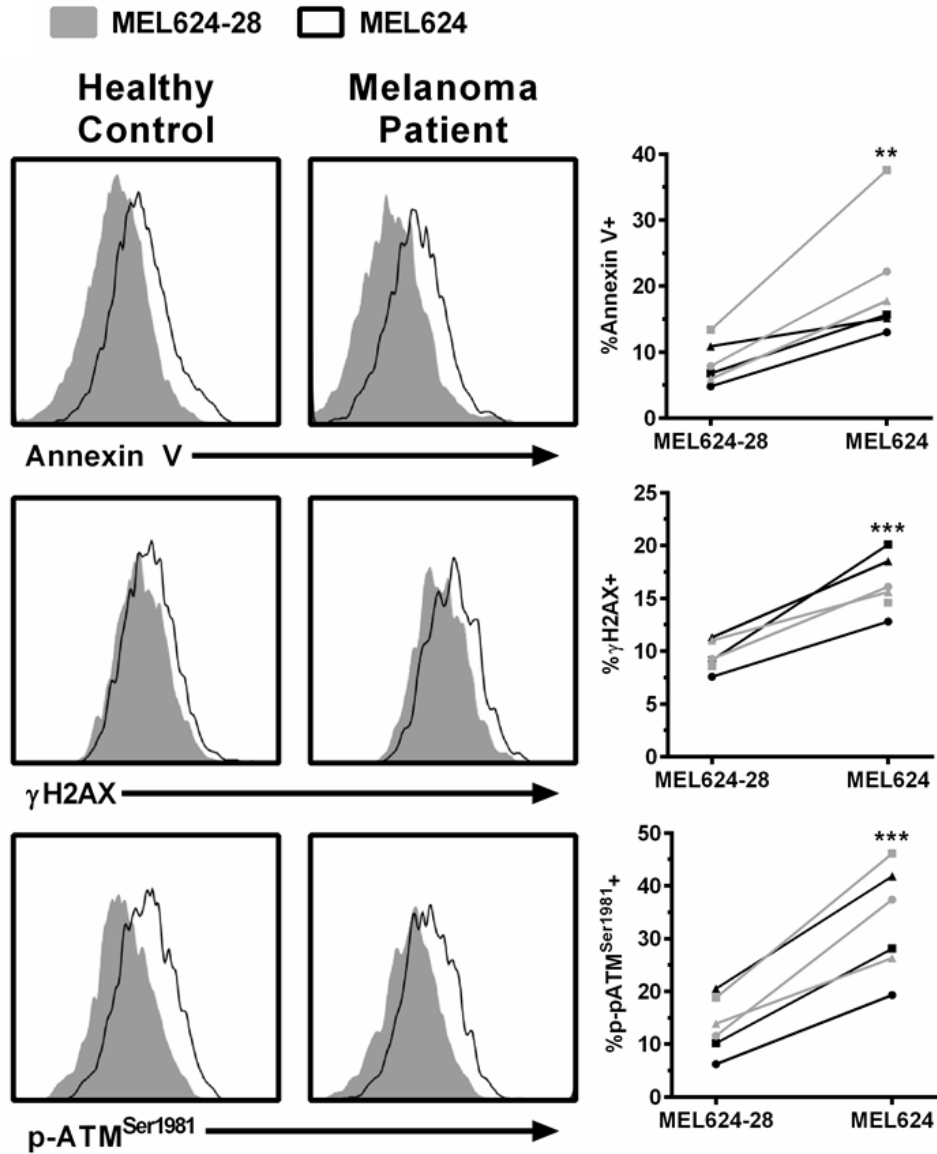 MEL624-28 MEL624
Healthy Control
Melanoma Patient
Annexin V
%Annexin V+
40
30
20
10
0
**
MEL624-28 MEL624
γH2AX
%γH2AX+
25
20
15
10
5
0
***
MEL624-28 MEL624
p-ATMSer1981
%p-pATMSer1981+
50
40
30
20
10
0
***
MEL624-28 MEL624